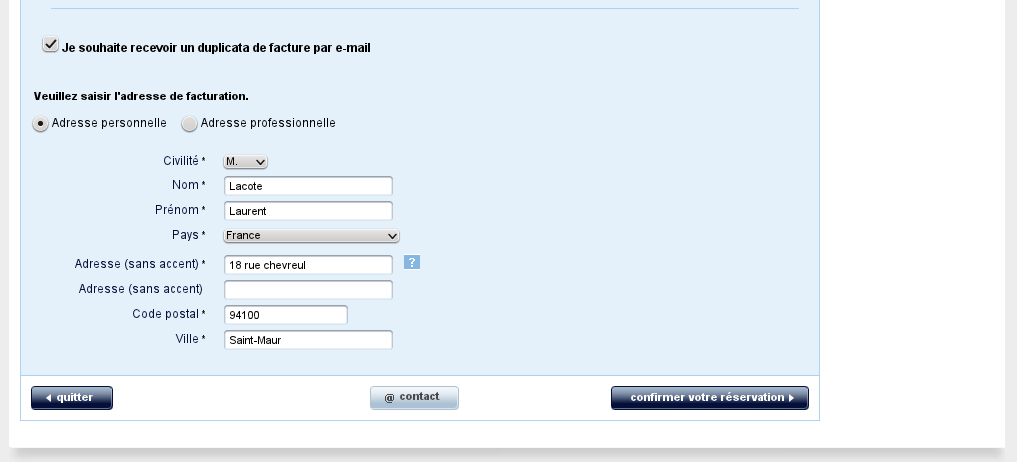 Je souhaite recevoir un duplicata de facture par e-mail
Veuillez saisir l'adresse de facturation.
Adresse personnelle Adresse professionnelle
Civilité * M.
Nom * Lacote
Prénom * Laurent
Pays * France
Adresse (sans accent) * 18 rue chevreul ?
Adresse (sans accent)
Code postal * 94100
Ville * Saint-Maur
quitter @ contact confirmer votre réservation